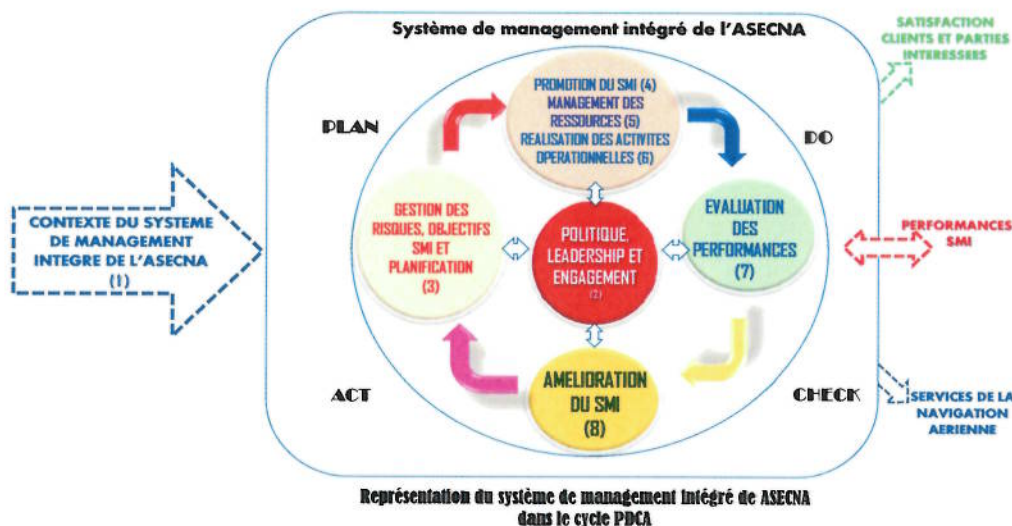 Système de management intégré de l'ASECNA
SATISFACTION
CLIENTS ET PARTIES
INTERESSEES
PLAN
PROMOTION DU SMI (4)
MANAGEMENT DES
RESSOURCES (5)
REALISATION DES ACTIVITES
OPERATIONNELLES (6)
DO
CONTEXTE DU SYSTEME
DE MANAGEMENT
INTEGRE DE L'ASECNA
(1)
GESTION DES
RISQUES, OBJECTIFS
SMI ET
PLANIFICATION
(3)
POLITIQUE,
LEADERSHIP ET
ENGAGEMENT
(2)
EVALUATION
DES
PERFORMANCES
(7)
PERFORMANCES
SMI
ACT
AMELIORATION
DU SMI
(8)
CHECK
SERVICES DE LA
NAVIGATION
AERIENNE
Représentation du système de management intégré de ASECNA
dans le cycle PDCA